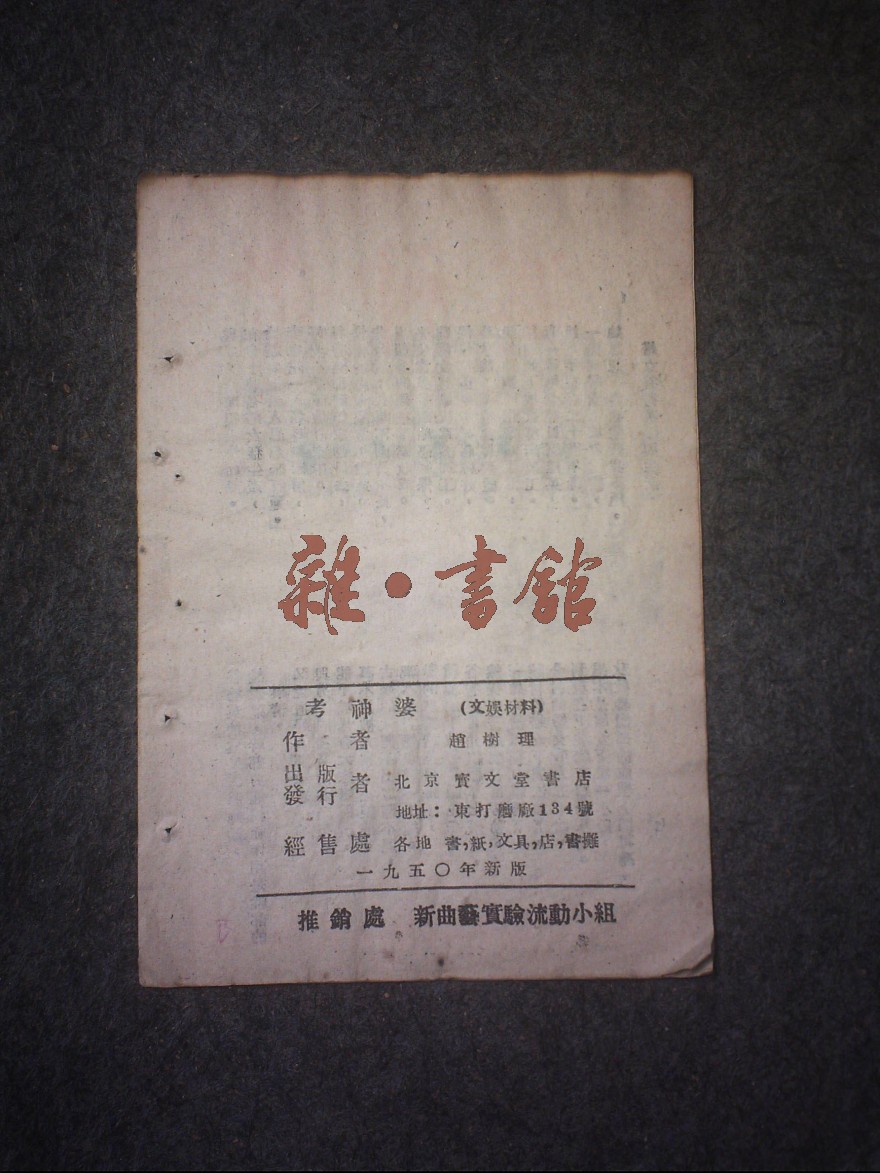 雜·書館
考神婆 (文娛材料)
作者 趙樹理
出版
發行者 北京寶文堂書店
地址：東打磨廠134號
經售處 各地書,紙,文具,店,書攤
一九五〇年新版
推銷處 新曲藝實驗流動小組